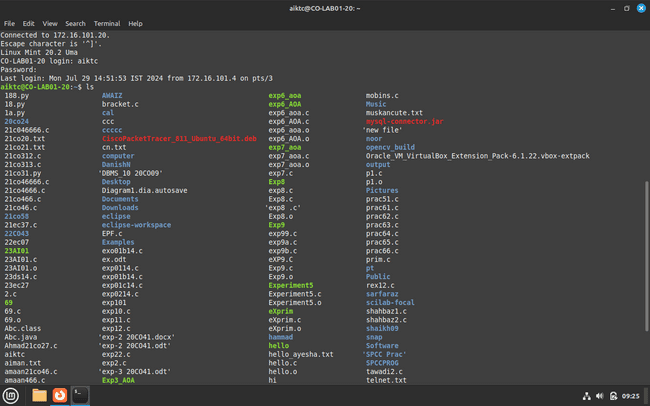 aiktc@CO-LAB01-20: ~
File Edit View Search Terminal Help
Connected to 172.16.101.20.
Escape character is '^]'.
Linux Mint 20.2 Uma
CO-LAB01-20 login: aiktc
Password:
Last login: Mon Jul 29 14:51:53 IST 2024 from 172.16.101.4 on pts/3
aiktc@CO-LAB01-20:~$ ls
188.py AWAIZ exp6_aoa mobins.c
18.py bracket.c exp6_AOA Music
1a.py cal exp6_aoa.c muskancute.txt
20co24 ccc exp6_AOA.c mysql-connector.jar
21c046666.c ccccc exp6_aoa.o 'new file'
21co20.txt CiscoPacketTracer_811_Ubuntu_64bit.deb exp6_AOA.o noor
21co21.txt cn.txt exp7_aoa opencv_build
21co312.c computer exp7_aoa.c Oracle_VM_VirtualBox_Extension_Pack-6.1.22.vbox-extpack
21co313.c DanishN exp7_aoa.o output
21co31.py 'DBMS_10 20CO09' exp7.c p1.c
21co46666.c Desktop Exp8 p1.o
21co4666.c Diagram1.dia.autosave exp8.c Pictures
21co466.c Documents Exp8.c prac51.c
21co46.c Downloads 'exp8 .c' prac61.c
21co58 eclipse Exp8.o prac62.c
21ec37.c eclipse-workspace Exp9 prac63.c
22CO43 EPF.c exp99.c prac64.c
22ec07 Examples exp9a.c prac65.c
23AI01 exo01b14.c exp9b.c prac66.c
23AI01.c ex.odt eXP9.C prim.c
23AI01.o exp0114.c Exp9.c pt
23ds14.c exp01b14.c Exp9.o Public
23ec27 exp01c14.c Experiment5 rex12.c
2.c exp0214.c Experiment5.c sarfaraz
69 exp101 Experiment5.o scilab-focal
69.c exp10.c eXprim shahbaz1.c
69.o exp11.c eXprim.c shahbaz2.c
Abc.class exp12.c eXprim.o shaikh09
Abc.java 'exp-2 20CO41.docx' hammad snap
Ahmad21co27.c 'exp-2 20CO41.odt' hello Software
aiktc exp22.c hello_ayesha.txt 'SPCC Prac'
aiman.txt exp2.c hello.c SPCCPROG
amaan21co46.c 'exp-3 20CO41.odt' hello.o tawadi2.c
amaan466.c Exp3_AOA hi telnet.txt
09:25